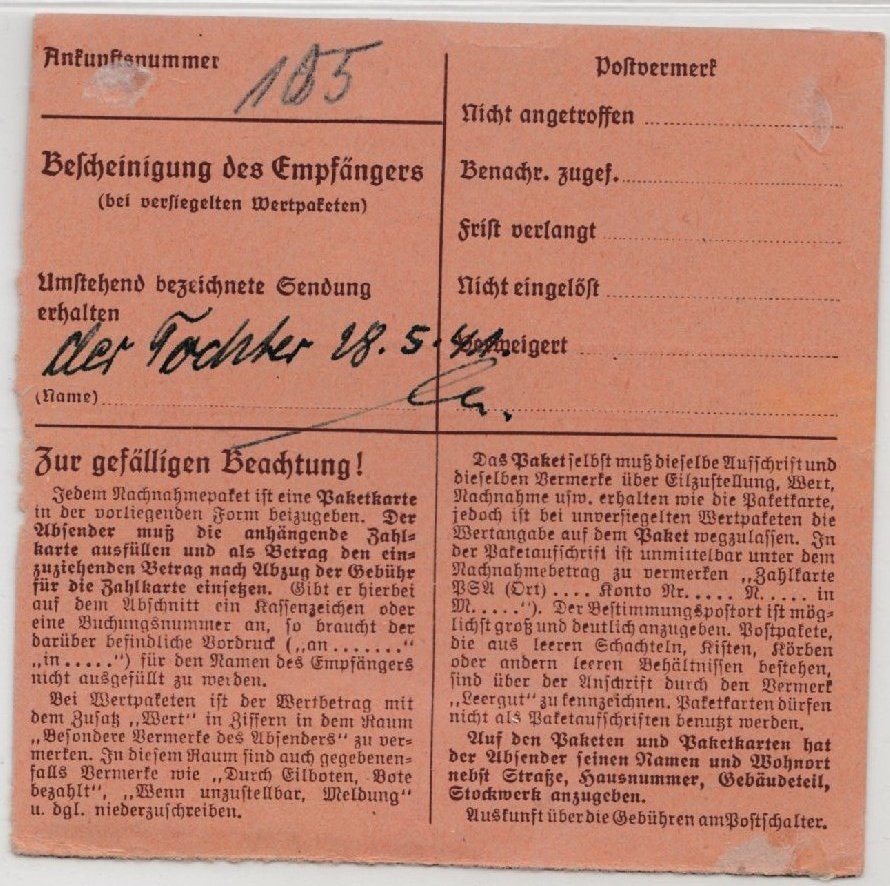 Ankunftsnummer
105
Bescheinigung des Empfängers
(bei versiegelten Wertpaketen)
Umstehend bezeichnete Sendung
erhalten
der Tochter 28.5.41.
(Name)
Postvermerk
Nicht angetroffen
Benachr. zugef.
Frist verlangt
Nicht eingelöst
Verweigert
Zur gefälligen Beachtung!
Jedem Nachnahmepaket ist eine Paketkarte
in der vorliegenden Form beizugeben. Der
Absender muß die anhängende Zahl-
karte ausfüllen und als Betrag den ein-
zuziehenden Betrag nach Abzug der Gebühr
für die Zahlkarte einsetzen. Gibt er hierbei
auf dem Abschnitt ein Kassenzeichen oder
eine Buchungsnummer an, so braucht der
darüber befindliche Vordruck („an ......."
„in .....") für den Namen des Empfängers
nicht ausgefüllt zu werden.
Bei Wertpaketen ist der Wertbetrag mit
dem Zusatz „Wert" in Ziffern in dem Raum
„Besondere Vermerke des Absenders" zu ver-
merken. In diesem Raum sind auch gegebenen-
falls Vermerke wie „Durch Eilboten, Bote
bezahlt", „Wenn unzustellbar, Meldung"
u. dgl. niederzuschreiben.
Das Paket selbst muß dieselbe Aufschrift und
dieselben Vermerke über Eilzustellung, Wert,
Nachnahme usw. erhalten wie die Paketkarte,
jedoch ist bei unversiegelten Wertpaketen die
Wertangabe auf dem Paket wegzulassen. In
der Paketaufschrift ist unmittelbar unter dem
Nachnahmebetrag zu vermerken „Zahlkarte
PSA (Ort) .... Konto Nr. .... N. .... in
M. ....."). Der Bestimmungspostort ist mög-
lichst groß und deutlich anzugeben. Postpakete,
die aus leeren Schachteln, Kisten, Körben
oder andern leeren Behältnissen bestehen,
sind über der Anschrift durch den Vermerk
„Leergut" zu kennzeichnen. Paketkarten dürfen
nicht als Paketaufschriften benutzt werden.
Auf den Paketen und Paketkarten hat
der Absender seinen Namen und Wohnort
nebst Straße, Hausnummer, Gebäudeteil,
Stockwerk anzugeben.
Auskunft über die Gebühren am Postschalter.